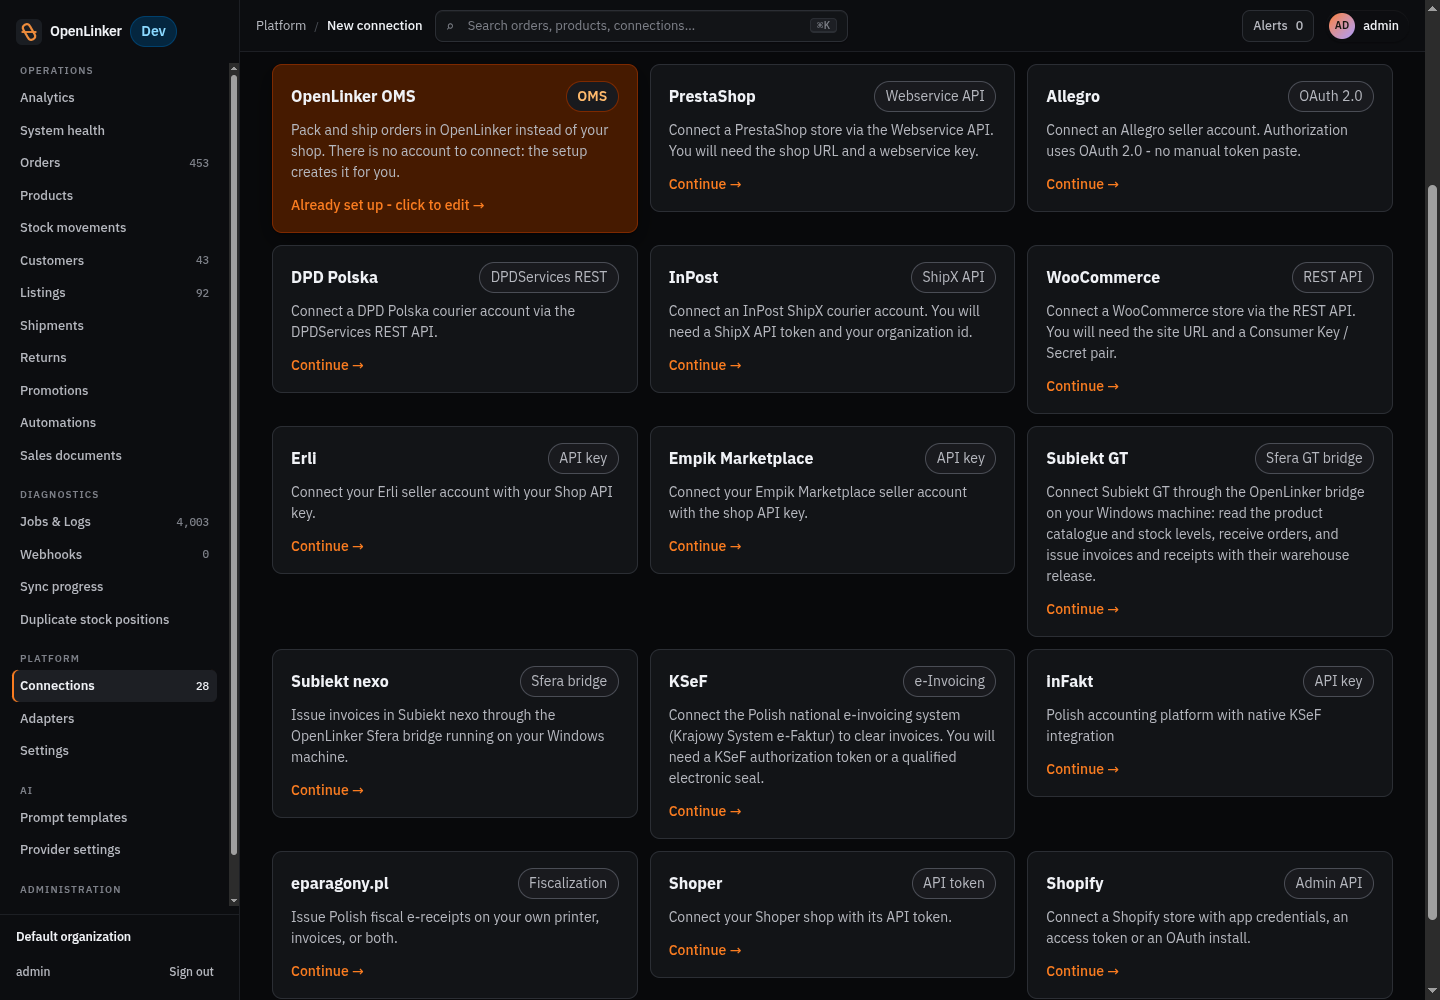 OpenLinker Dev
Platform / New connection
Search orders, products, connections...
⌘K
Alerts 0
AD admin
OPERATIONS
Analytics
System health
Orders 453
Products
Stock movements
Customers 43
Listings 92
Shipments
Returns
Promotions
Automations
Sales documents
DIAGNOSTICS
Jobs & Logs 4,003
Webhooks 0
Sync progress
Duplicate stock positions
PLATFORM
Connections 28
Adapters
Settings
AI
Prompt templates
Provider settings
ADMINISTRATION
Default organization
admin Sign out
OpenLinker OMS OMS
Pack and ship orders in OpenLinker instead of your
shop. There is no account to connect: the setup
creates it for you.
Already set up - click to edit →
PrestaShop Webservice API
Connect a PrestaShop store via the Webservice API.
You will need the shop URL and a webservice key.
Continue →
Allegro OAuth 2.0
Connect an Allegro seller account. Authorization
uses OAuth 2.0 - no manual token paste.
Continue →
DPD Polska DPDServices REST
Connect a DPD Polska courier account via the
DPDServices REST API.
Continue →
InPost ShipX API
Connect an InPost ShipX courier account. You will
need a ShipX API token and your organization id.
Continue →
WooCommerce REST API
Connect a WooCommerce store via the REST API.
You will need the site URL and a Consumer Key /
Secret pair.
Continue →
Erli API key
Connect your Erli seller account with your Shop API
key.
Continue →
Empik Marketplace API key
Connect your Empik Marketplace seller account
with the shop API key.
Continue →
Subiekt GT Sfera GT bridge
Connect Subiekt GT through the OpenLinker bridge
on your Windows machine: read the product
catalogue and stock levels, receive orders, and
issue invoices and receipts with their warehouse
release.
Continue →
Subiekt nexo Sfera bridge
Issue invoices in Subiekt nexo through the
OpenLinker Sfera bridge running on your Windows
machine.
Continue →
KSeF e-Invoicing
Connect the Polish national e-invoicing system
(Krajowy System e-Faktur) to clear invoices. You will
need a KSeF authorization token or a qualified
electronic seal.
Continue →
inFakt API key
Polish accounting platform with native KSeF
integration
Continue →
eparagony.pl Fiscalization
Issue Polish fiscal e-receipts on your own printer,
invoices, or both.
Continue →
Shoper API token
Connect your Shoper shop with its API token.
Continue →
Shopify Admin API
Connect a Shopify store with app credentials, an
access token or an OAuth install.
Continue →